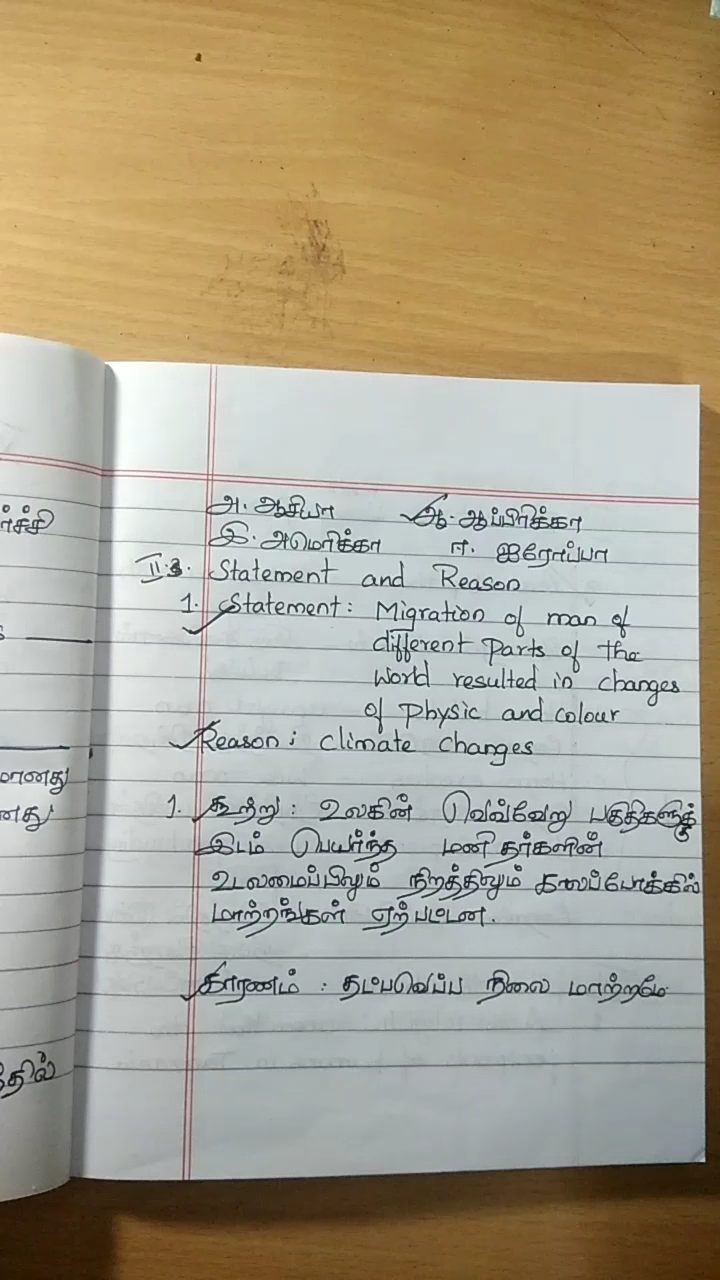 அ. ஆசியா ஆ. ஆப்பிரிக்கா
இ. அமெரிக்கா ஈ. ஐரோப்பா
II.3. Statement and Reason
1. Statement: Migration of man of
different parts of the
world resulted in changes
of physic and colour
Reason: climate changes
1. கூற்று: உலகின் வெவ்வேறு பகுதிகளுக்கு
இடம் பெயர்ந்த மனிதர்களின்
உடலமைப்பிலும் நிறத்திலும் காலப்போக்கில்
மாற்றங்கள் ஏற்பட்டன.
காரணம்: தட்பவெப்ப நிலை மாற்றமே